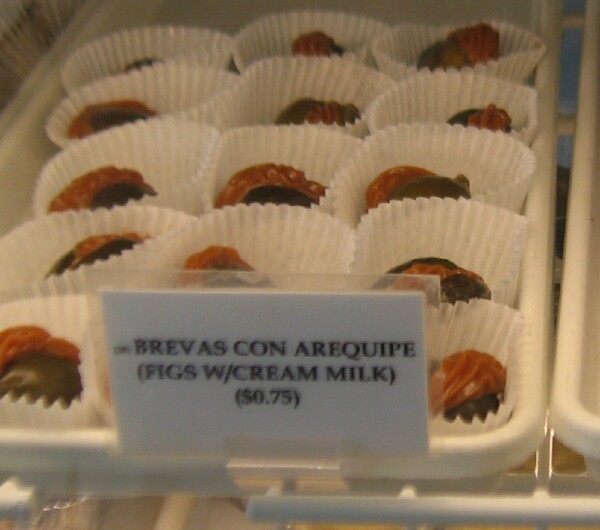 BREVAS CON AREQUIPE
(FIGS W/CREAM MILK)
($0.75)